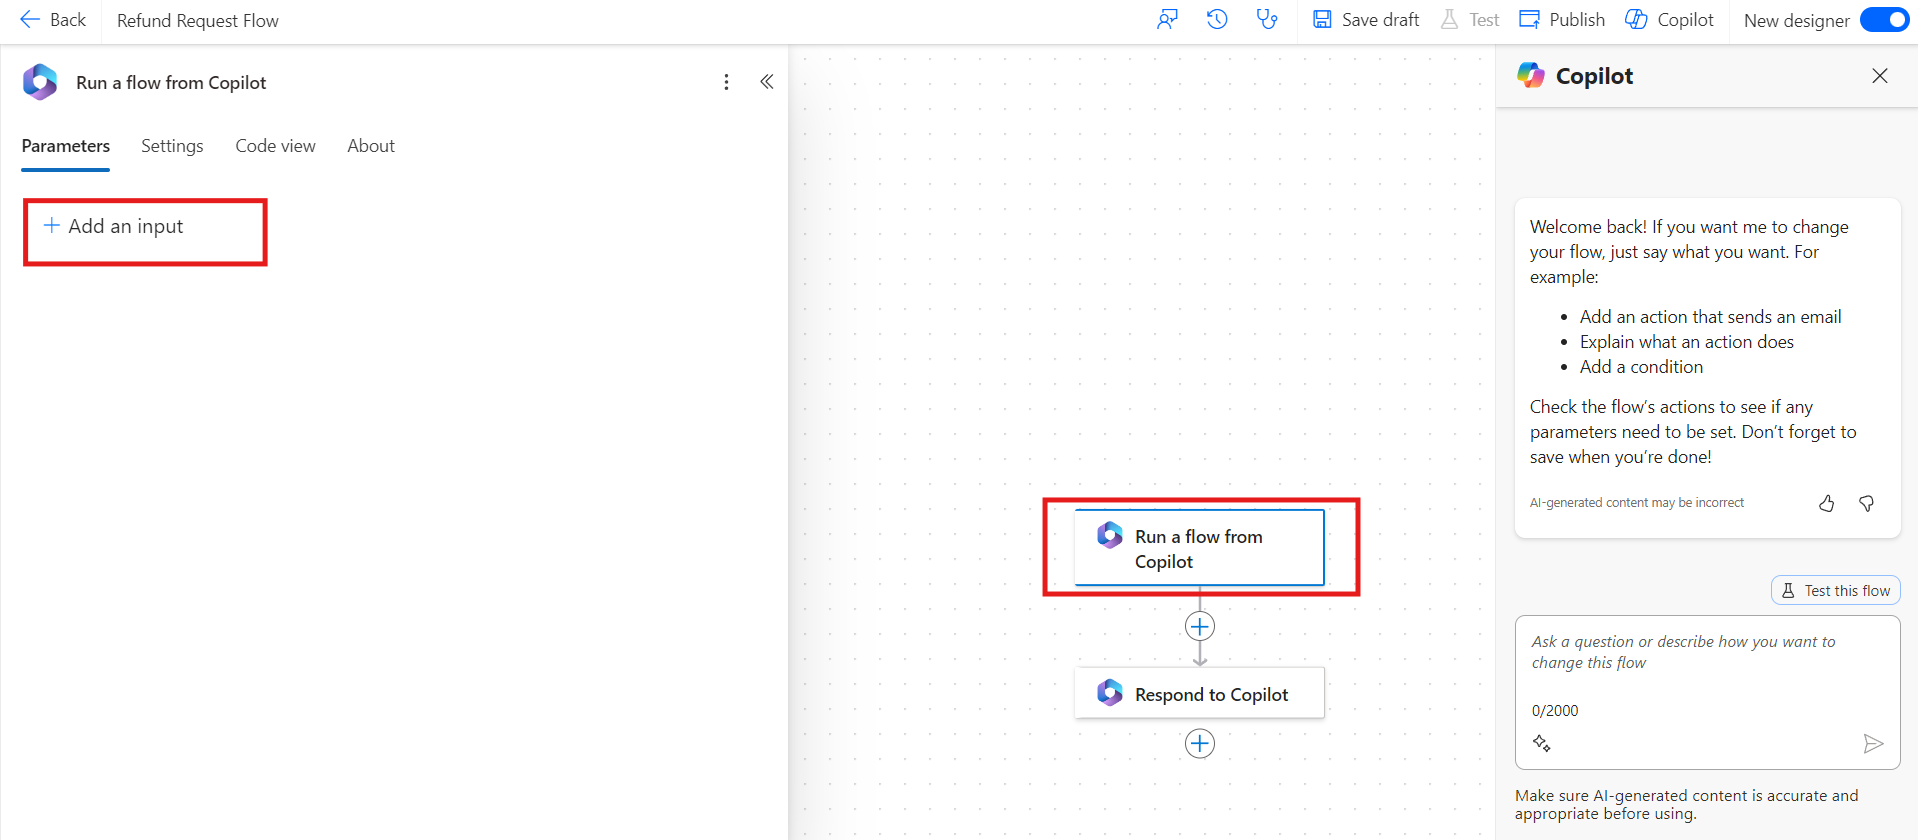 Back
Refund Request Flow
Save draft
Test
Publish
Copilot
New designer
Run a flow from Copilot
Parameters
Settings
Code view
About
Add an input
Run a flow from
Copilot
Respond to Copilot
Copilot
Welcome back! If you want me to change
your flow, just say what you want. For
example:
• Add an action that sends an email
• Explain what an action does
• Add a condition
Check the flow's actions to see if any
parameters need to be set. Don't forget to
save when you're done!
AI-generated content may be incorrect
Test this flow
Ask a question or describe how you want to
change this flow
0/2000
Make sure AI-generated content is accurate and
appropriate before using.